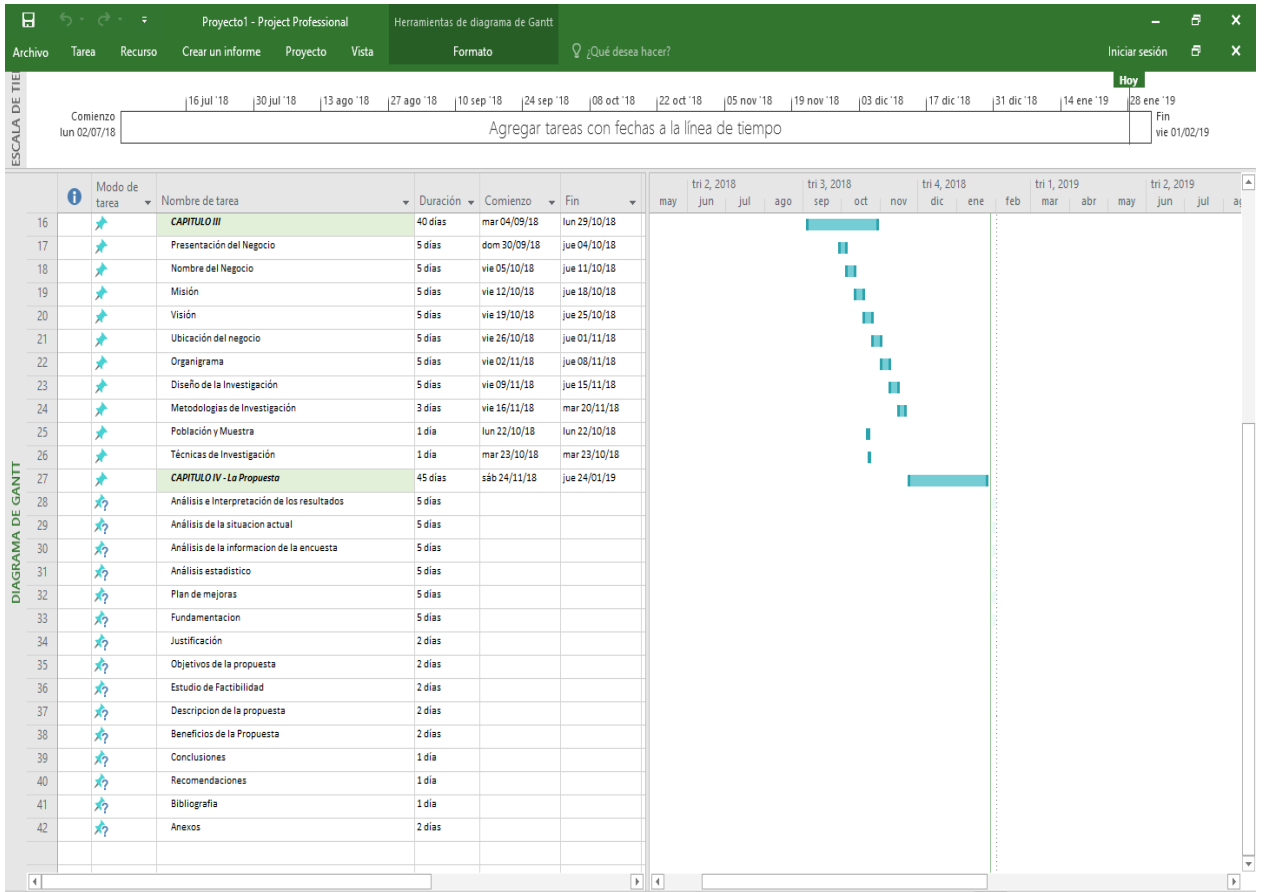 Proyecto1 - Project Professional
Herramientas de diagrama de Gantt
Archivo Tarea Recurso Crear un informe Proyecto Vista Formato ¿Qué desea hacer? Iniciar sesión
ESCALA DE TIE
Hoy
16 jul '18 30 jul '18 13 ago '18 27 ago '18 10 sep '18 24 sep '18 08 oct '18 22 oct '18 05 nov '18 19 nov '18 03 dic '18 17 dic '18 31 dic '18 14 ene '19 28 ene '19
Comienzo
lun 02/07/18
Agregar tareas con fechas a la línea de tiempo
Fin
vie 01/02/19
DIAGRAMA DE GANTT
Modo de tarea Nombre de tarea Duración Comienzo Fin
tri 2, 2018 tri 3, 2018 tri 4, 2018 tri 1, 2019 tri 2, 2019
may jun jul ago sep oct nov dic ene feb mar abr may jun jul ag
16 CAPITULO III 40 días mar 04/09/18 lun 29/10/18
17 Presentación del Negocio 5 días dom 30/09/18 jue 04/10/18
18 Nombre del Negocio 5 días vie 05/10/18 jue 11/10/18
19 Misión 5 días vie 12/10/18 jue 18/10/18
20 Visión 5 días vie 19/10/18 jue 25/10/18
21 Ubicación del negocio 5 días vie 26/10/18 jue 01/11/18
22 Organigrama 5 días vie 02/11/18 jue 08/11/18
23 Diseño de la Investigación 5 días vie 09/11/18 jue 15/11/18
24 Metodologias de Investigación 3 días vie 16/11/18 mar 20/11/18
25 Población y Muestra 1 día lun 22/10/18 lun 22/10/18
26 Técnicas de Investigación 1 día mar 23/10/18 mar 23/10/18
27 CAPITULO IV - La Propuesta 45 días sáb 24/11/18 jue 24/01/19
28 Análisis e Interpretación de los resultados 5 días
29 Análisis de la situacion actual 5 días
30 Análisis de la informacion de la encuesta 5 días
31 Análisis estadistico 5 días
32 Plan de mejoras 5 días
33 Fundamentacion 5 días
34 Justificación 2 días
35 Objetivos de la propuesta 2 días
36 Estudio de Factibilidad 2 días
37 Descripcion de la propuesta 2 días
38 Beneficios de la Propuesta 2 días
39 Conclusiones 1 día
40 Recomendaciones 1 día
41 Bibliografia 1 día
42 Anexos 2 días